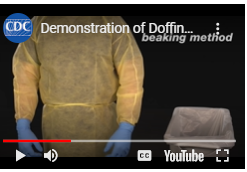 CDC
Demonstration of Doffin...
beaking method
CC
YouTube